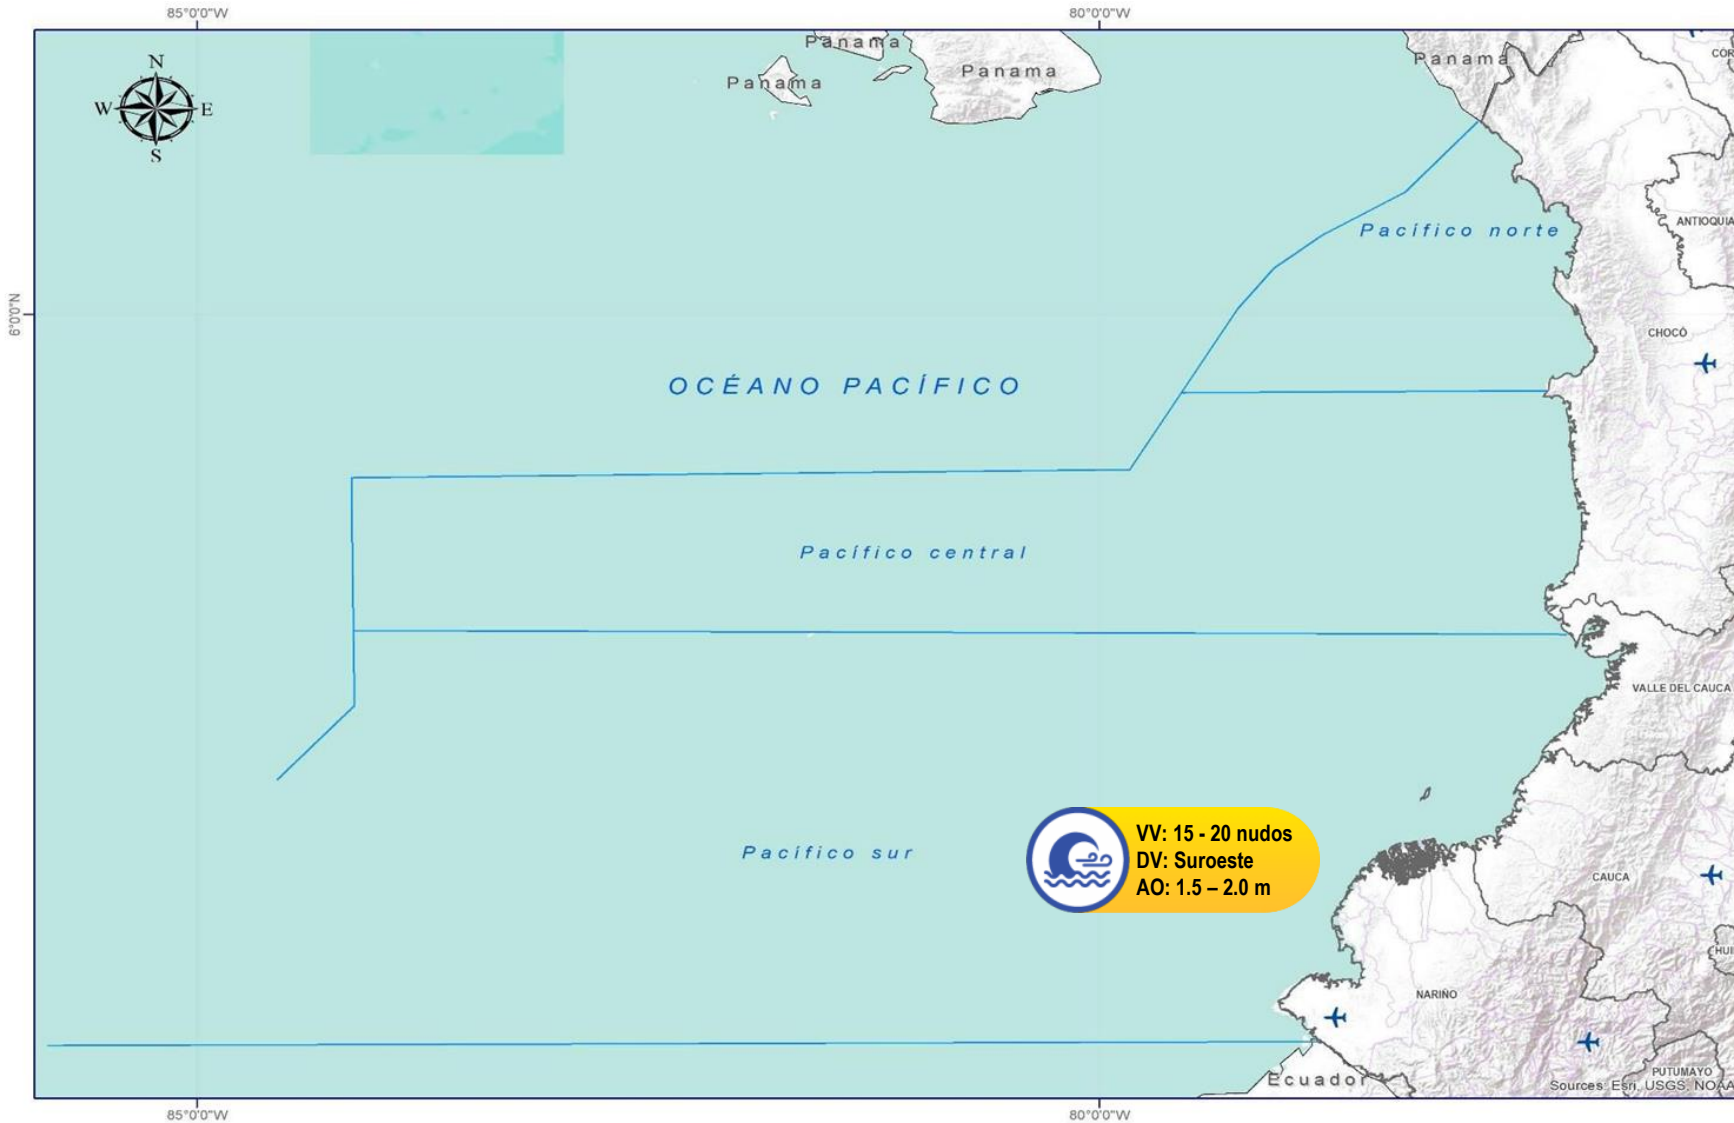 85°0'0"W
80°0'0"W
Panama
Panama
Panama
Panama
N
W
E
S
ANTIOQUIA
Pacífico norte
6°0'0"N
CHOCÓ
OCÉANO PACÍFICO
Pacífico central
VALLE DEL CAUCA
VV: 15 - 20 nudos
DV: Suroeste
AO: 1.5 – 2.0 m
Pacífico sur
CAUCA
NARIÑO
PUTUMAYO
Ecuador
Sources: Esri, USGS, NOAA
85°0'0"W
80°0'0"W